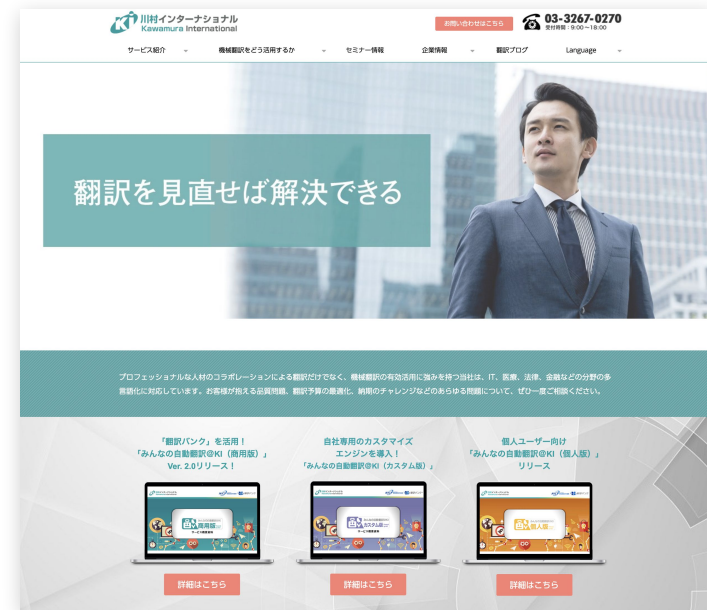 川村インターナショナル
Kawamura International
お問い合わせはこちら
03-3267-0270
受付時間：9:00～18:00
サービス紹介
機械翻訳をどう活用するか
セミナー情報
企業情報
翻訳ブログ
Language
翻訳を見直せば解決できる
プロフェッショナルな人材のコラボレーションによる翻訳だけでなく、機械翻訳の有効活用に強みを持つ当社は、IT、医療、法律、金融などの分野の多
言語化に対応しています。お客様が抱える品質問題、翻訳予算の最適化、納期のチャレンジなどのあらゆる問題について、ぜひ一度ご相談ください。
「翻訳バンク」を活用！
「みんなの自動翻訳@KI（商用版）」
Ver. 2.0リリース！
商用版
詳細はこちら
自社専用のカスタマイズ
エンジンを導入！
「みんなの自動翻訳@KI（カスタム版）」
カスタム版
詳細はこちら
個人ユーザー向け
「みんなの自動翻訳@KI（個人版）」
リリース
個人版
詳細はこちら